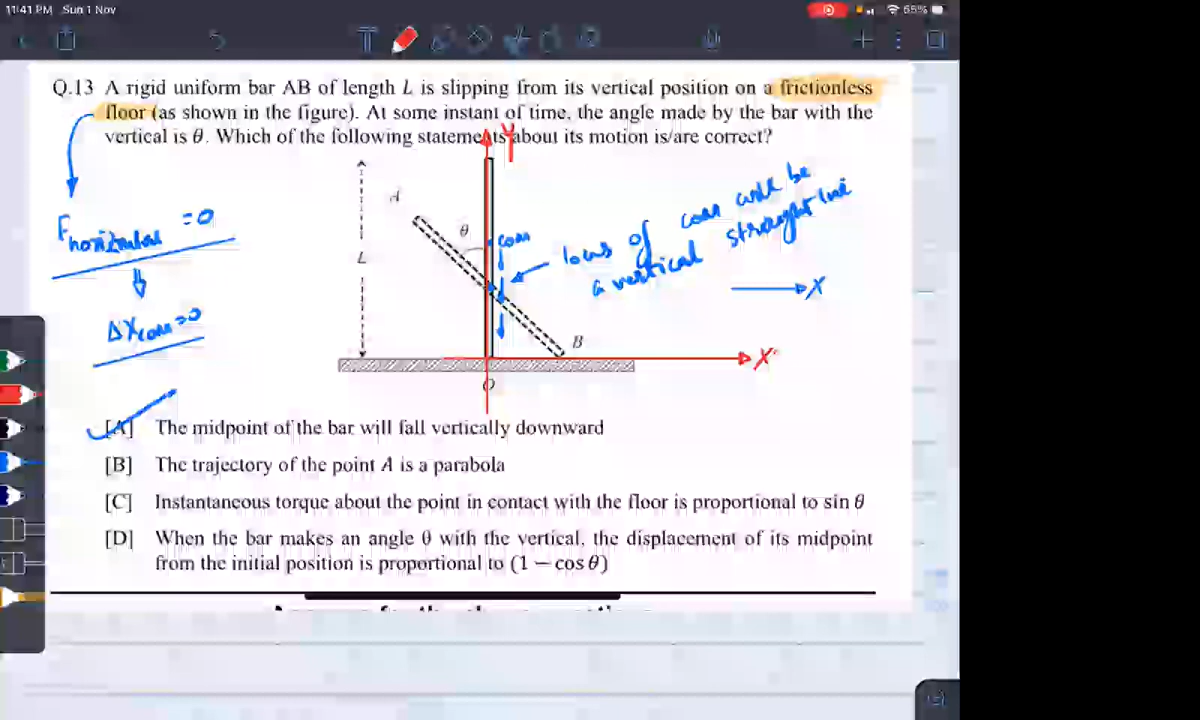 11:41 PM Sun 1 Nov
65%
Q.13 A rigid uniform bar AB of length L is slipping from its vertical position on a frictionless
floor (as shown in the figure). At some instant of time, the angle made by the bar with the
vertical is θ. Which of the following statements about its motion is/are correct?
Y
A
θ
L
B
O
X
F horizontal = 0
⇓
ΔXcom = 0
com
locus of com will be
a vertical straight line
X
[A] The midpoint of the bar will fall vertically downward
[B] The trajectory of the point A is a parabola
[C] Instantaneous torque about the point in contact with the floor is proportional to sin θ
[D] When the bar makes an angle θ with the vertical, the displacement of its midpoint
from the initial position is proportional to (1 − cos θ)